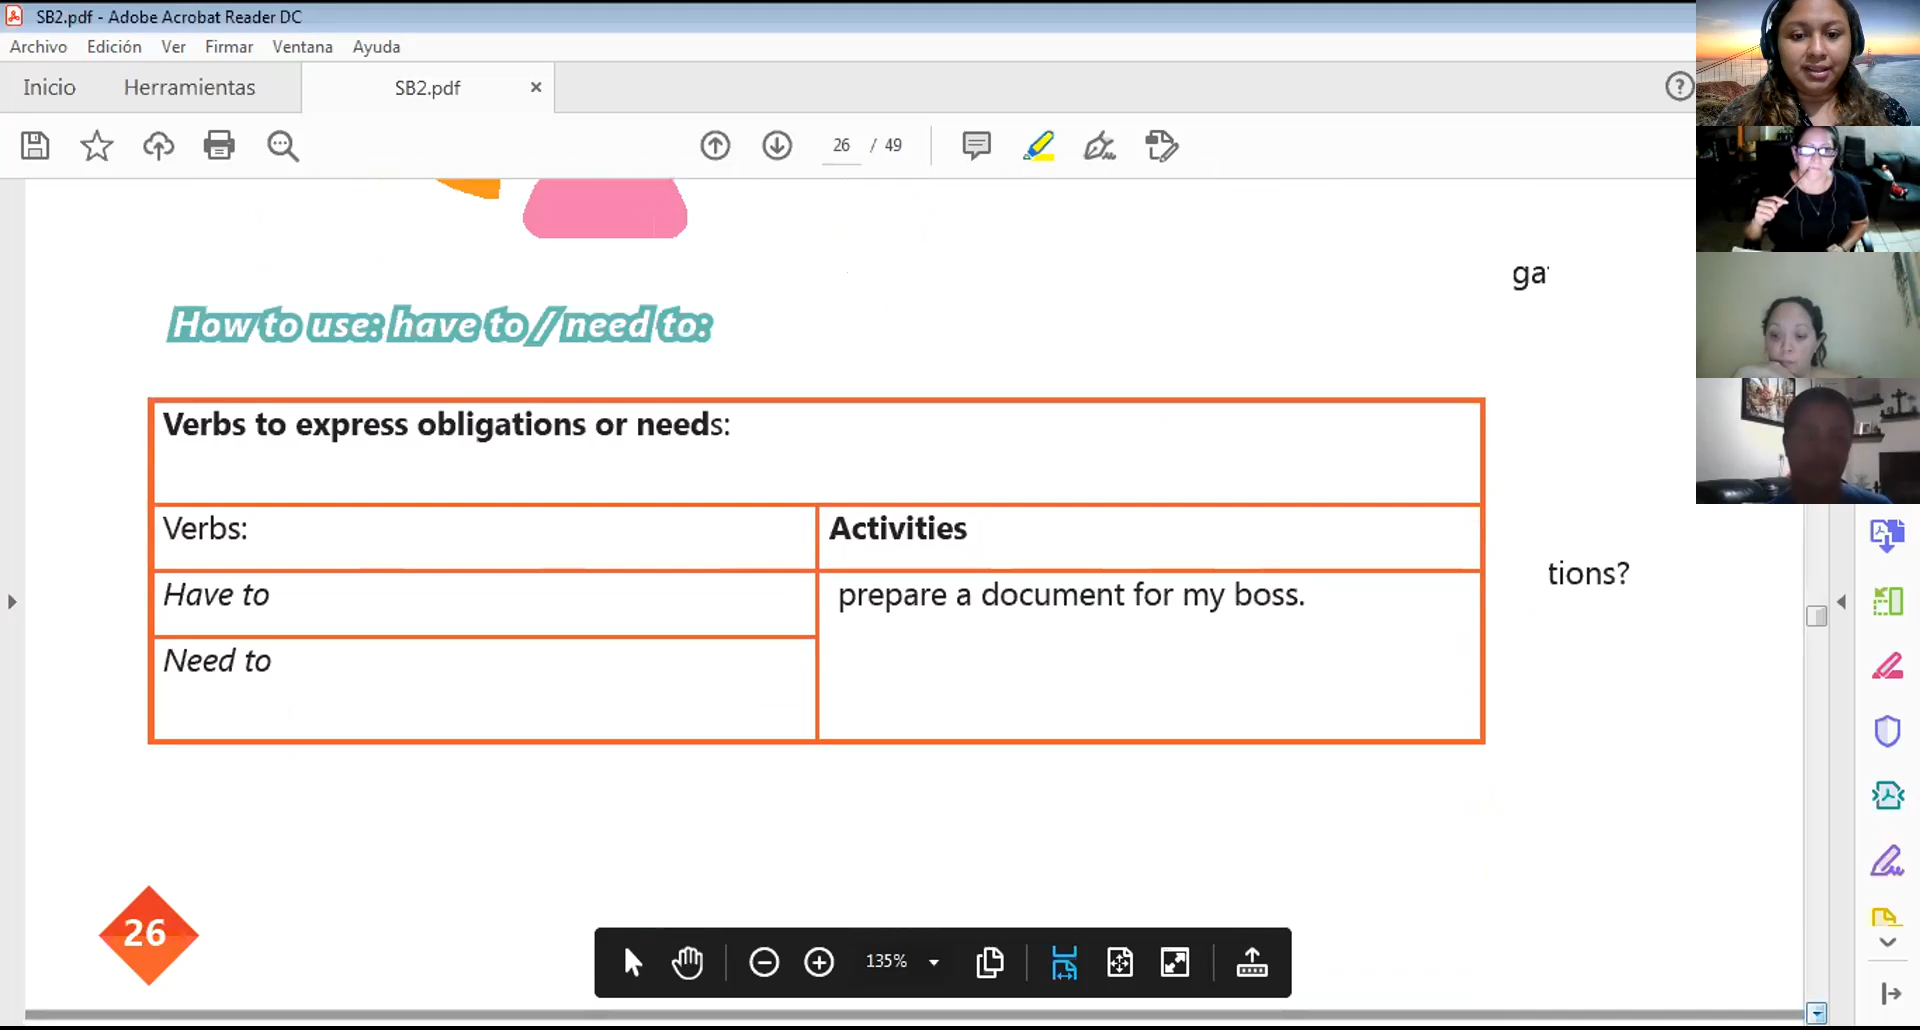 SB2.pdf - Adobe Acrobat Reader DC
Archivo Edición Ver Firmar Ventana Ayuda
Inicio Herramientas SB2.pdf ×
26 / 49
How to use: have to // need to:
Verbs to express obligations or needs:
Verbs: Activities
Have to prepare a document for my boss.
Need to
tions?
26
135%